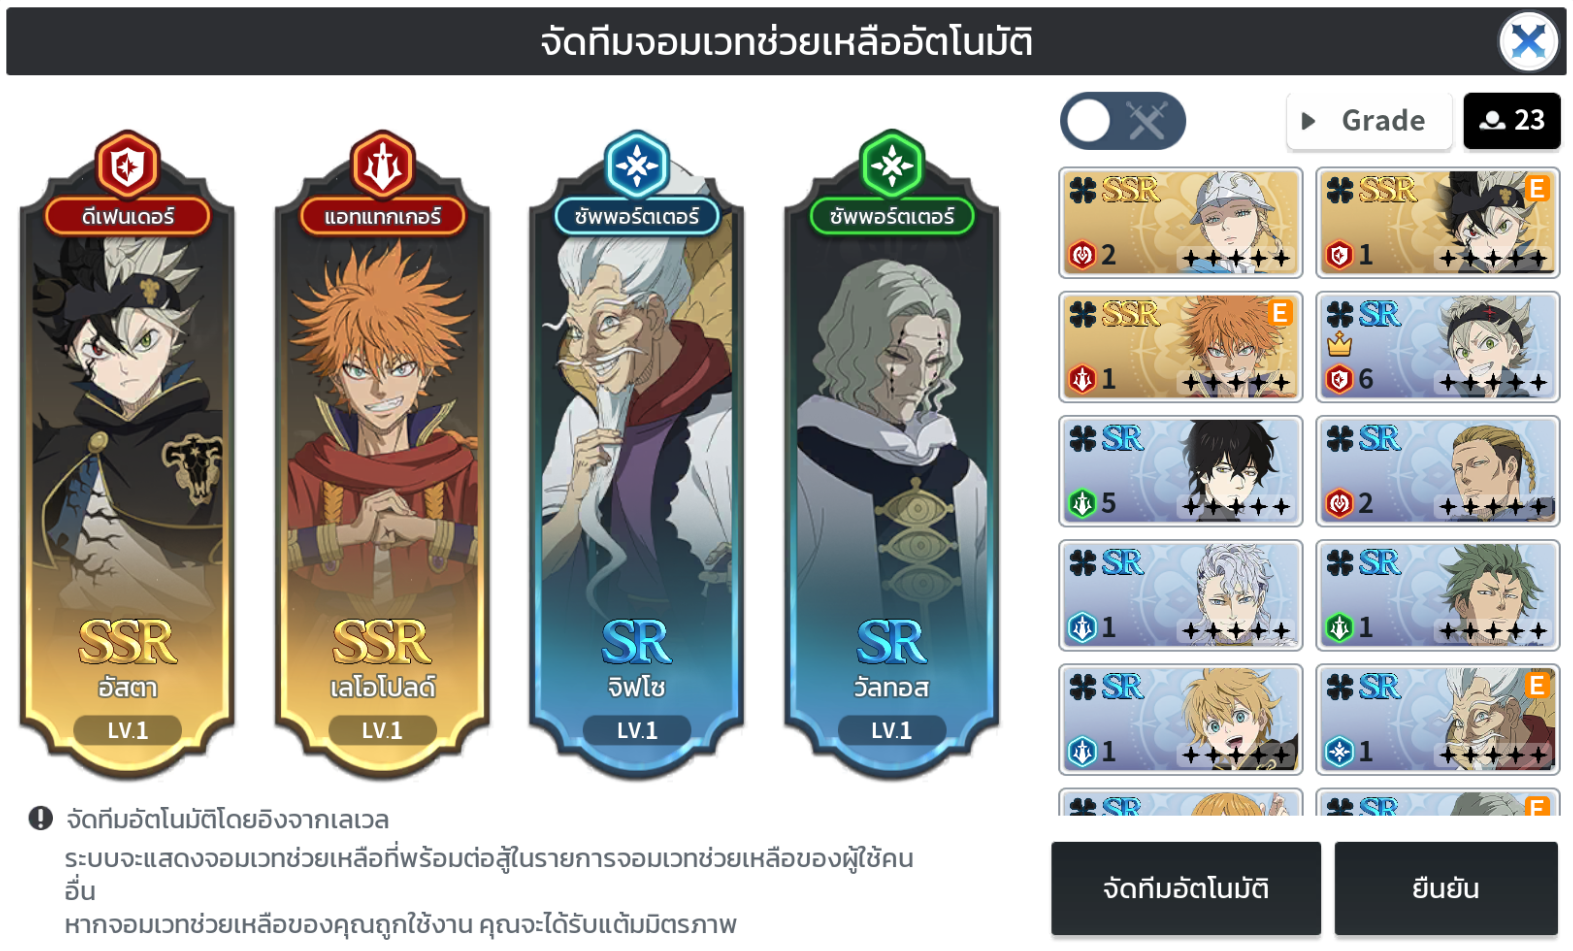 จัดทีมจอมเวทช่วยเหลืออัตโนมัติ
Grade
23
ดีเฟนเดอร์
แอทแทกเกอร์
ซัพพอร์ตเตอร์
ซัพพอร์ตเตอร์
SSR
อัสตา
LV.1
SSR
เลโอโปลด์
LV.1
SR
จิฟโซ
LV.1
SR
วัลทอส
LV.1
SSR
2
SSR
E
1
SSR
E
1
SR
6
SR
5
SR
2
SR
1
SR
1
SR
1
SR
E
1
SR
SR
E
จัดทีมอัตโนมัติโดยอิงจากเลเวล
ระบบจะแสดงจอมเวทช่วยเหลือที่พร้อมต่อสู้ในรายการจอมเวทช่วยเหลือของผู้ใช้คน
อื่น
หากจอมเวทช่วยเหลือของคุณถูกใช้งาน คุณจะได้รับแต้มมิตรภาพ
จัดทีมอัตโนมัติ
ยืนยัน